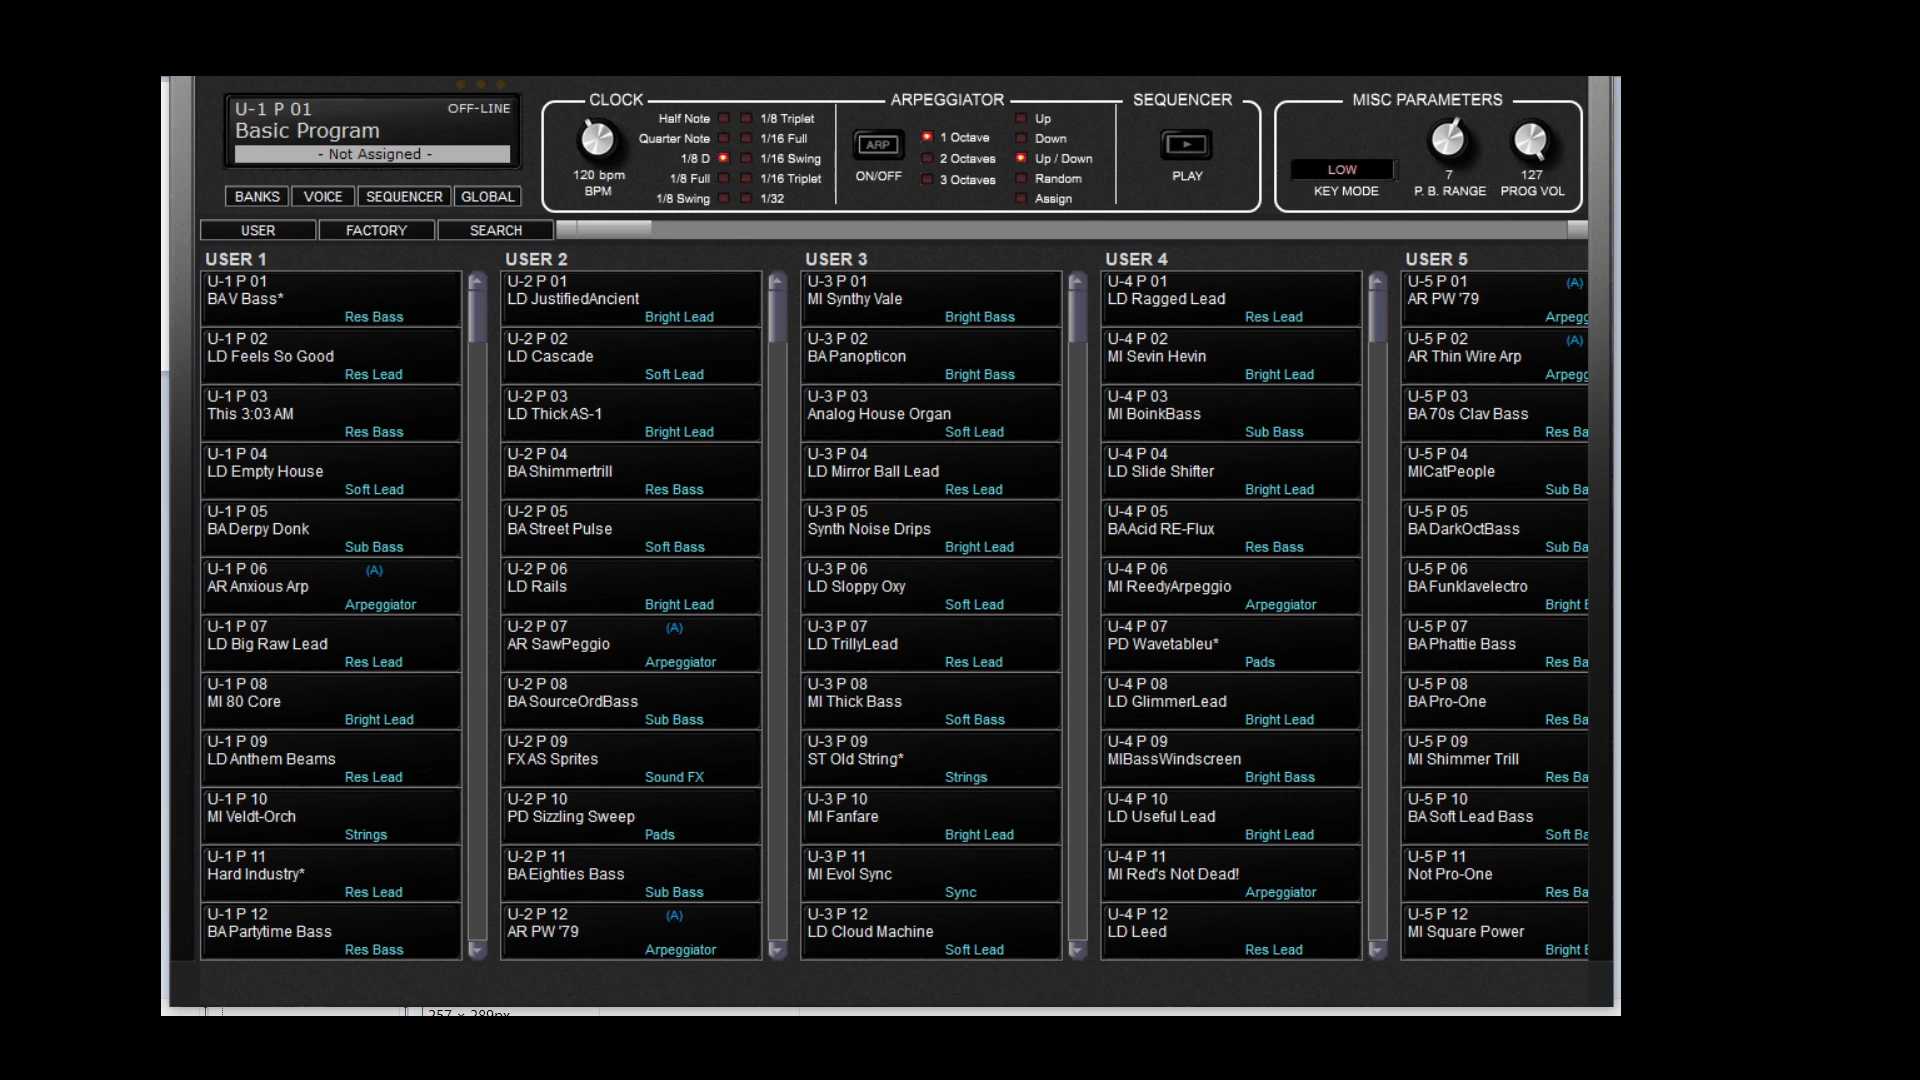 U-1 P 01 OFF-LINE
Basic Program
- Not Assigned -
BANKS VOICE SEQUENCER GLOBAL
CLOCK
120 bpm
BPM
Half Note 1/8 Triplet
Quarter Note 1/16 Full
1/8 D 1/16 Swing
1/8 Full 1/16 Triplet
1/8 Swing 1/32
ARPEGGIATOR
ARP
ON/OFF
1 Octave
2 Octaves
3 Octaves
Up
Down
Up / Down
Random
Assign
SEQUENCER
PLAY
MISC PARAMETERS
LOW
KEY MODE
7
P. B. RANGE
127
PROG VOL
USER FACTORY SEARCH
USER 1
U-1 P 01
BA V Bass*
Res Bass
U-1 P 02
LD Feels So Good
Res Lead
U-1 P 03
This 3:03 AM
Res Bass
U-1 P 04
LD Empty House
Soft Lead
U-1 P 05
BA Derpy Donk
Sub Bass
U-1 P 06 (A)
AR Anxious Arp
Arpeggiator
U-1 P 07
LD Big Raw Lead
Res Lead
U-1 P 08
MI 80 Core
Bright Lead
U-1 P 09
LD Anthem Beams
Res Lead
U-1 P 10
MI Veldt-Orch
Strings
U-1 P 11
Hard Industry*
Res Lead
U-1 P 12
BA Partytime Bass
Res Bass
USER 2
U-2 P 01
LD JustifiedAncient
Bright Lead
U-2 P 02
LD Cascade
Soft Lead
U-2 P 03
LD ThickAS-1
Bright Lead
U-2 P 04
BA Shimmertrill
Res Bass
U-2 P 05
BA Street Pulse
Soft Bass
U-2 P 06
LD Rails
Bright Lead
U-2 P 07 (A)
AR SawPeggio
Arpeggiator
U-2 P 08
BA SourceOrdBass
Sub Bass
U-2 P 09
FX AS Sprites
Sound FX
U-2 P 10
PD Sizzling Sweep
Pads
U-2 P 11
BA Eighties Bass
Sub Bass
U-2 P 12 (A)
AR PW '79
Arpeggiator
USER 3
U-3 P 01
MI Synthy Vale
Bright Bass
U-3 P 02
BA Panopticon
Bright Bass
U-3 P 03
Analog House Organ
Soft Lead
U-3 P 04
LD Mirror Ball Lead
Res Lead
U-3 P 05
Synth Noise Drips
Bright Lead
U-3 P 06
LD Sloppy Oxy
Soft Lead
U-3 P 07
LD TrillyLead
Res Lead
U-3 P 08
MI Thick Bass
Soft Bass
U-3 P 09
ST Old String*
Strings
U-3 P 10
MI Fanfare
Bright Lead
U-3 P 11
MI Evol Sync
Sync
U-3 P 12
LD Cloud Machine
Soft Lead
USER 4
U-4 P 01
LD Ragged Lead
Res Lead
U-4 P 02
MI Sevin Hevin
Bright Lead
U-4 P 03
MI BoinkBass
Sub Bass
U-4 P 04
LD Slide Shifter
Bright Lead
U-4 P 05
BAAcid RE-Flux
Res Bass
U-4 P 06
MI ReedyArpeggio
Arpeggiator
U-4 P 07
PD Wavetableu*
Pads
U-4 P 08
LD GlimmerLead
Bright Lead
U-4 P 09
MIBassWindscreen
Bright Bass
U-4 P 10
LD Useful Lead
Bright Lead
U-4 P 11
MI Red's Not Dead!
Arpeggiator
U-4 P 12
LD Leed
Res Lead
USER 5
U-5 P 01 (A)
AR PW '79
Arpegg
U-5 P 02 (A)
AR Thin Wire Arp
Arpegg
U-5 P 03
BA 70s Clav Bass
Res Ba
U-5 P 04
MICatPeople
Sub Ba
U-5 P 05
BA DarkOctBass
Sub Ba
U-5 P 06
BA Funklavelectro
Bright
U-5 P 07
BA Phattie Bass
Res Ba
U-5 P 08
BA Pro-One
Res Ba
U-5 P 09
MI Shimmer Trill
Res Ba
U-5 P 10
BA Soft Lead Bass
Soft Ba
U-5 P 11
Not Pro-One
Res Ba
U-5 P 12
MI Square Power
Bright
257 × 289px